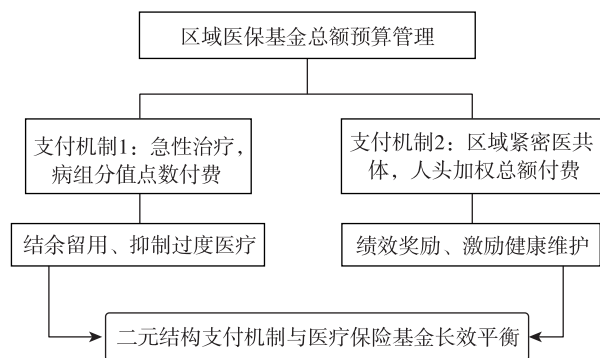 区域医保基金总额预算管理
支付机制1：急性治疗，
病组分值点数付费
支付机制2：区域紧密医共
体，人头加权总额付费
结余留用、抑制过度医疗
绩效奖励、激励健康维护
二元结构支付机制与医疗保险基金长效平衡